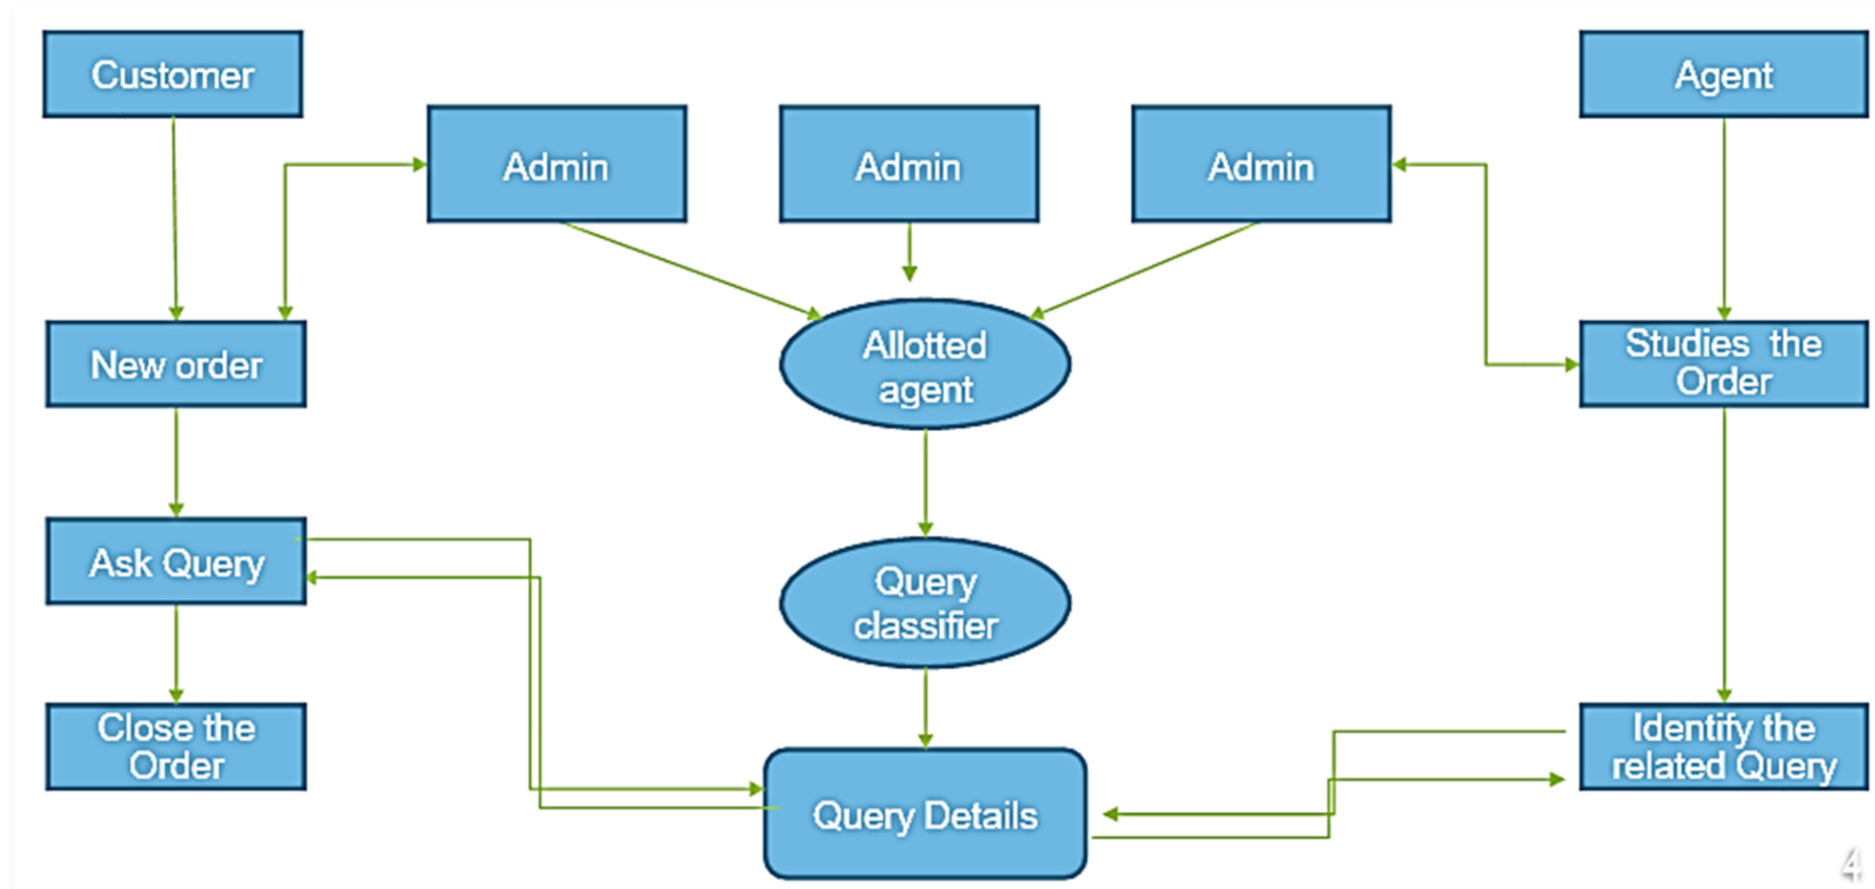 Customer
Agent
Admin
Admin
Admin
New order
Allotted
agent
Studies the
Order
Ask Query
Query
classifier
Close the
Order
Identify the
related Query
Query Details
4